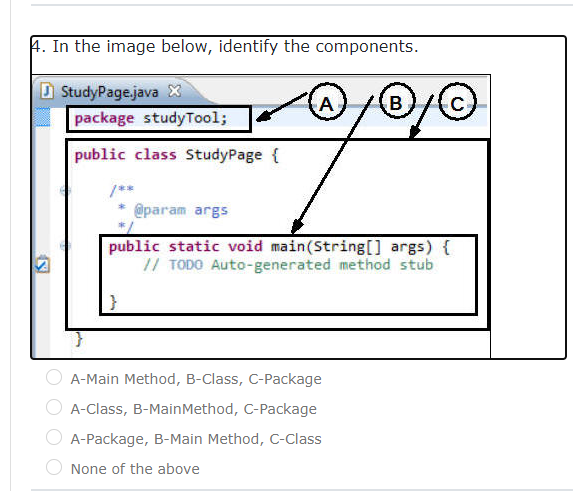 4. In the image below, identify the components.
StudyPage.java
package studyTool;
A B C
public class StudyPage {
/**
* @param args
*/
public static void main(String[] args) {
// TODO Auto-generated method stub
}
}
A-Main Method, B-Class, C-Package
A-Class, B-MainMethod, C-Package
A-Package, B-Main Method, C-Class
None of the above